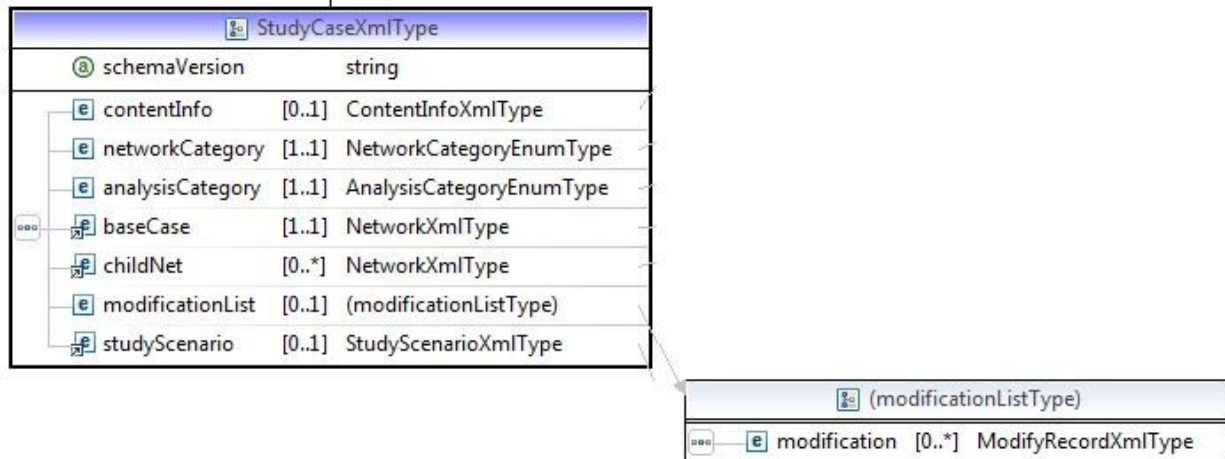 StudyCaseXmlType
a schemaVersion string
e contentInfo [0..1] ContentInfoXmlType
e networkCategory [1..1] NetworkCategoryEnumType
e analysisCategory [1..1] AnalysisCategoryEnumType
e baseCase [1..1] NetworkXmlType
e childNet [0..*] NetworkXmlType
e modificationList [0..1] (modificationListType)
e studyScenario [0..1] StudyScenarioXmlType
(modificationListType)
e modification [0..*] ModifyRecordXmlType